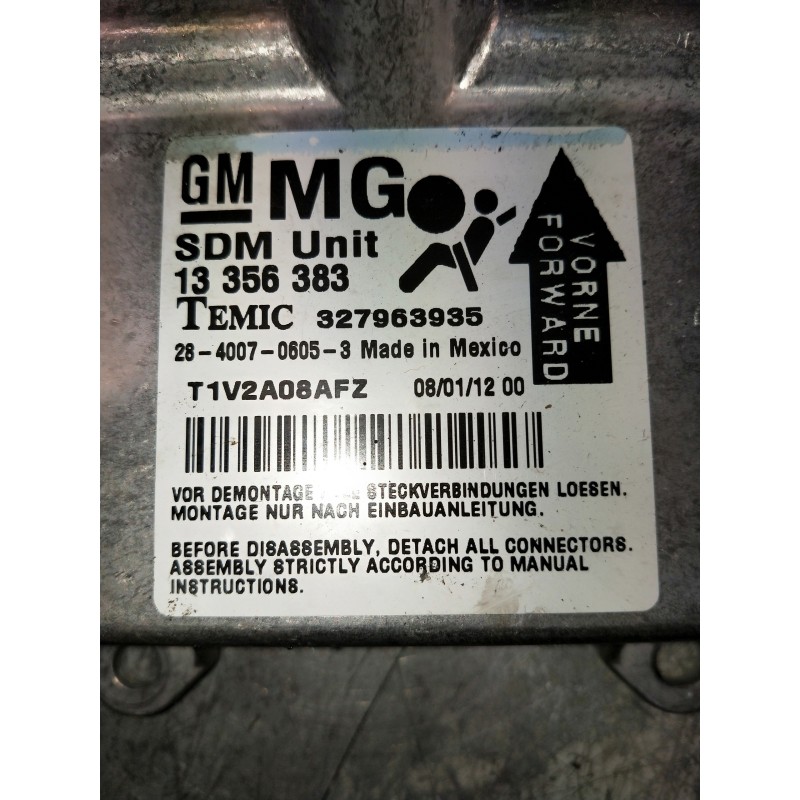 GM MG
SDM Unit
13 356 383
TEMIC 327963935
28-4007-0605-3 Made in Mexico
T1V2A08AFZ 08/01/12 00
VORNE
FORWARD
VOR DEMONTAGE STECKVERBINDUNGEN LOESEN.
MONTAGE NUR NACH EINBAUANLEITUNG.
BEFORE DISASSEMBLY, DETACH ALL CONNECTORS.
ASSEMBLY STRICTLY ACCORDING TO MANUAL
INSTRUCTIONS.